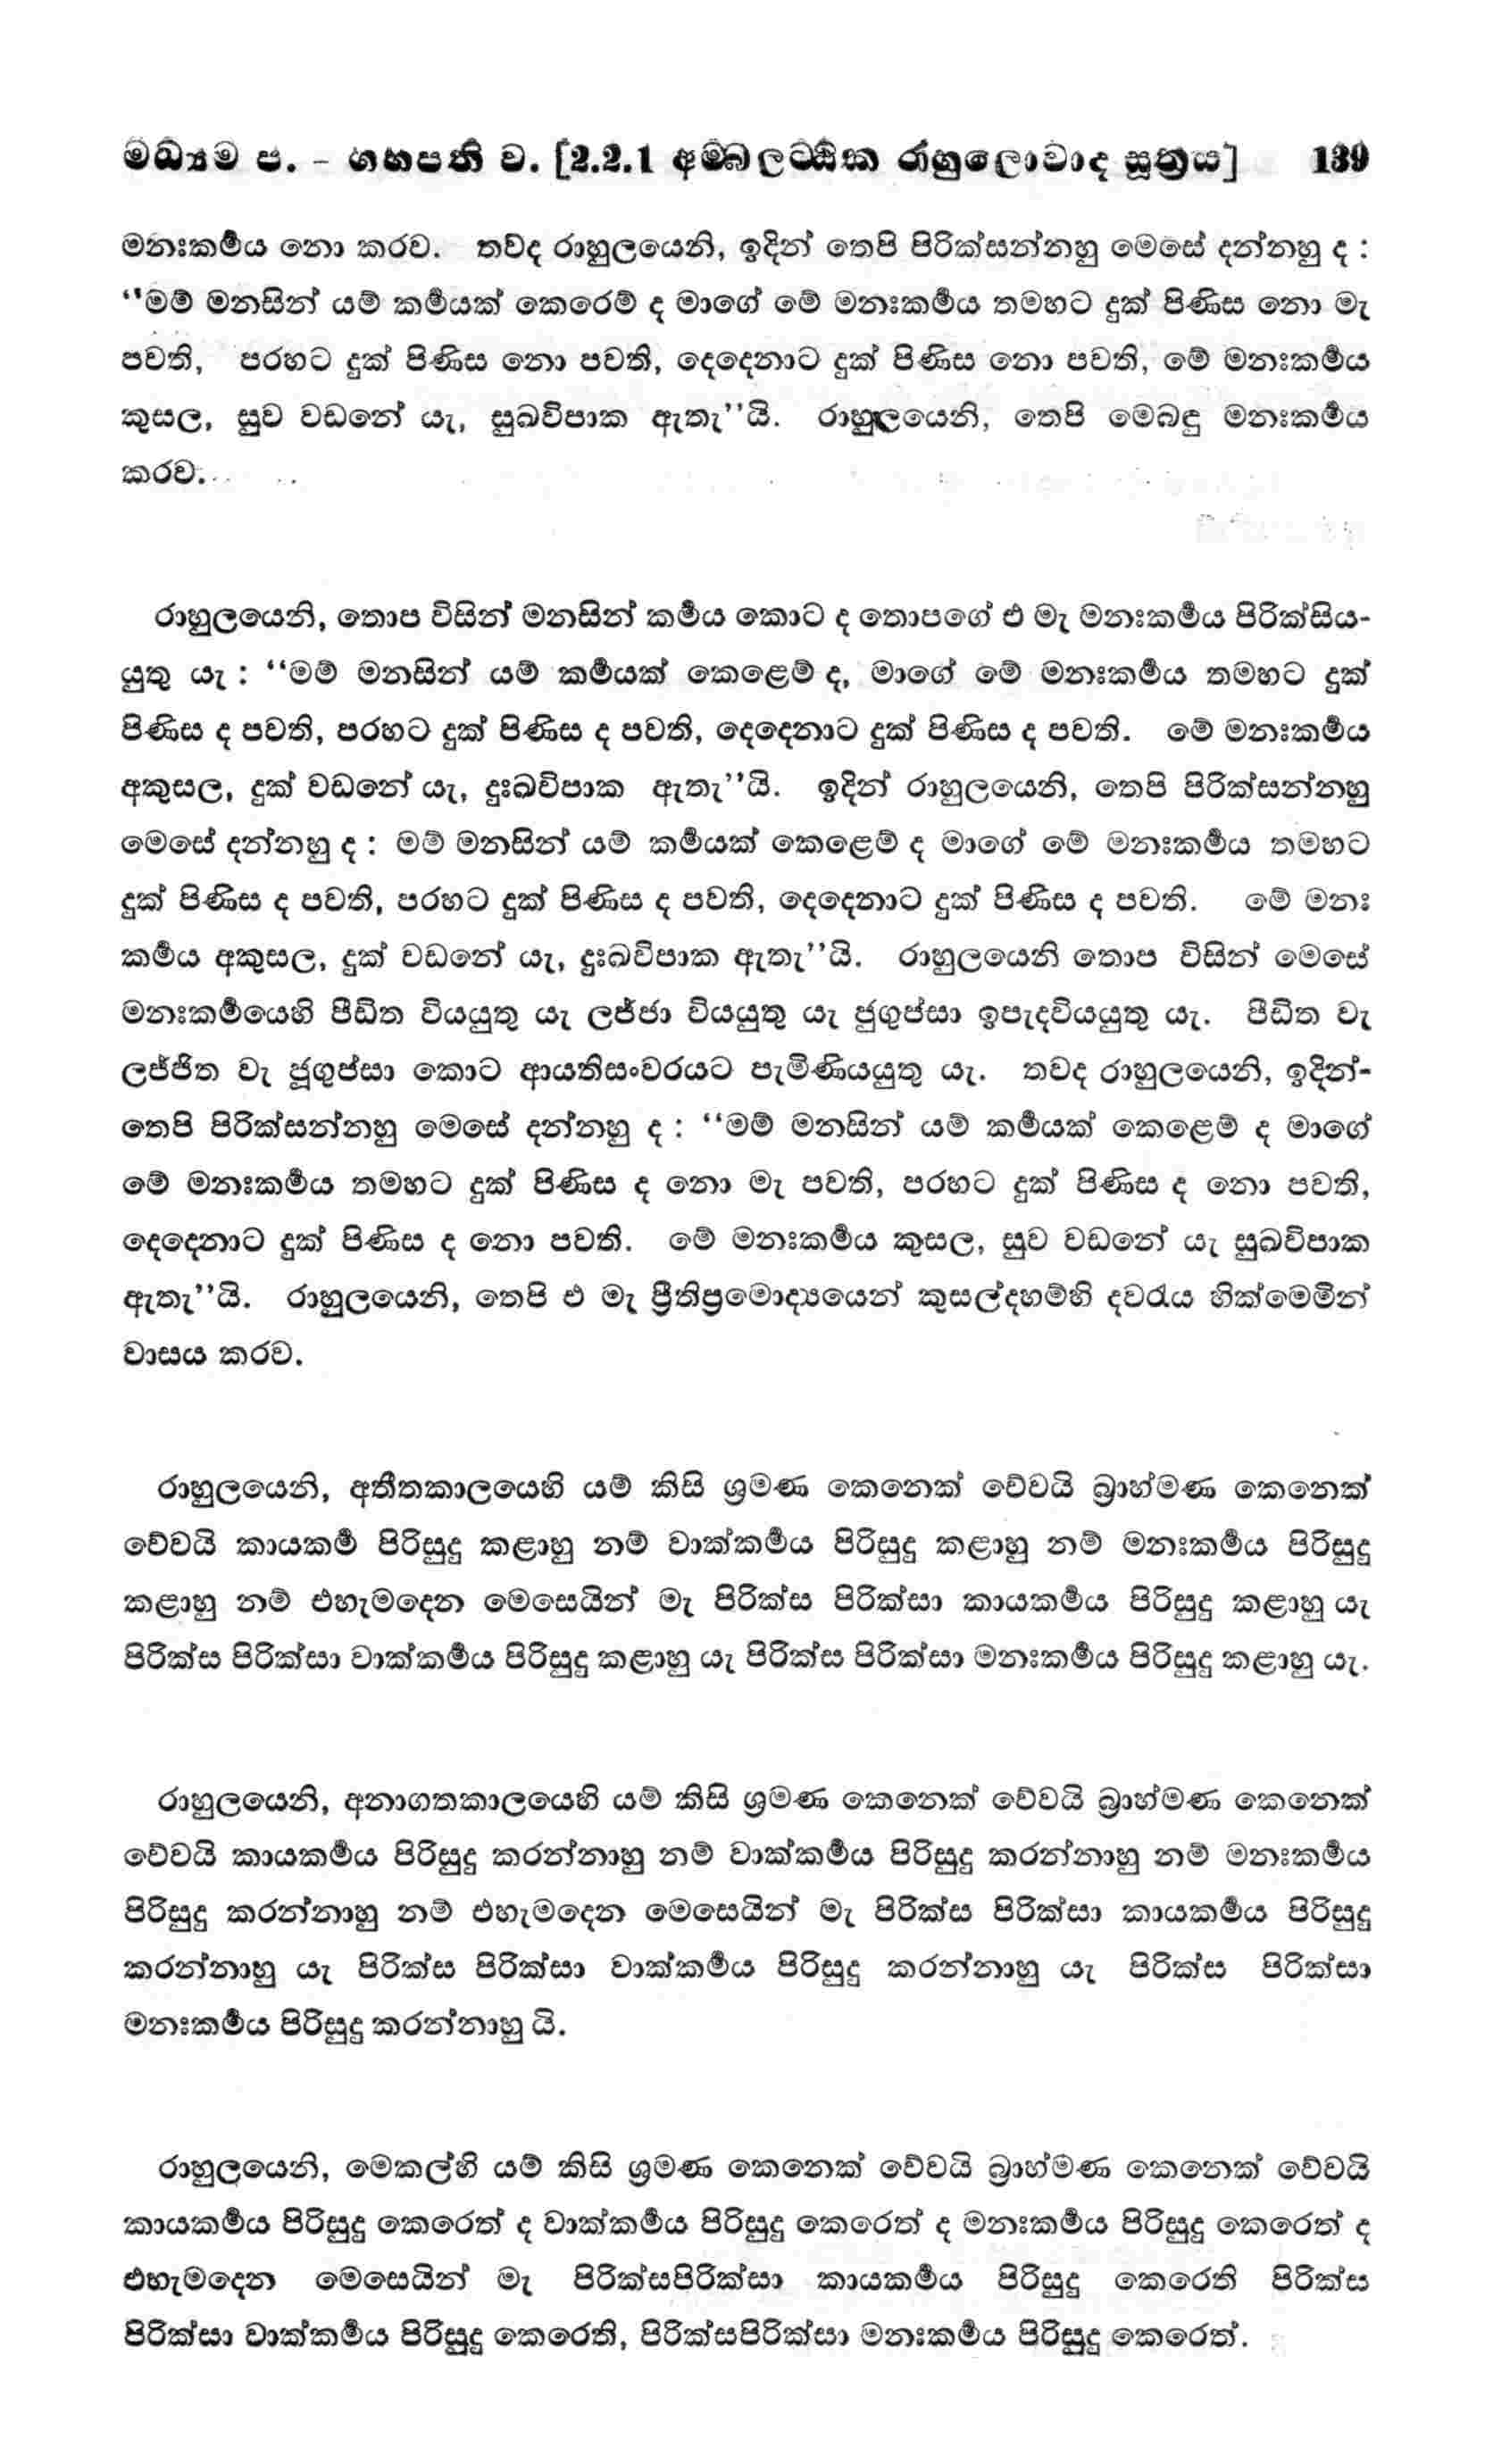 මධ්‍යම ප. - ගහපති ව. [2.2.1 අම්බලට්ඨික රාහුලොවාද සූත්‍රය] 139
මනඃකර්‍මය නො කරව. තවද රාහුලයෙනි, ඉදින් තෙපි පිරික්සන්නහු මෙසේ දන්නහු ද :
“මම් මනසින් යම් කර්‍මයක් කෙරෙම් ද මාගේ මේ මනඃකර්‍මය තමහට දුක් පිණිස නො මැ
පවති, පරහට දුක් පිණිස නො පවති, දෙදෙනාට දුක් පිණිස නො පවති, මේ මනඃකර්‍මය
කුසල, සුව වඩනේ යැ, සුඛවිපාක ඇතැ”යි. රාහුලයෙනි, තෙපි මෙබඳු මනඃකර්‍මය
කරව.
රාහුලයෙනි, තොප විසින් මනසින් කර්‍මය කොට ද තොපගේ එ මැ මනඃකර්‍මය පිරික්සිය-
යුතු යැ : “මම් මනසින් යම් කර්‍මයක් කෙළෙම් ද, මාගේ මේ මනඃකර්‍මය තමහට දුක්
පිණිස ද පවති, පරහට දුක් පිණිස ද පවති, දෙදෙනාට දුක් පිණිස ද පවති. මේ මනඃකර්‍මය
අකුසල, දුක් වඩනේ යැ, දුඃඛවිපාක ඇතැ”යි. ඉදින් රාහුලයෙනි, තෙපි පිරික්සන්නහු
මෙසේ දන්නහු ද : මම් මනසින් යම් කර්‍මයක් කෙළෙම් ද මාගේ මේ මනඃකර්‍මය තමහට
දුක් පිණිස ද පවති, පරහට දුක් පිණිස ද පවති, දෙදෙනාට දුක් පිණිස ද පවති. මේ මනඃ
කර්‍මය අකුසල, දුක් වඩනේ යැ, දුඃඛවිපාක ඇතැ”යි. රාහුලයෙනි තොප විසින් මෙසේ
මනඃකර්‍මයෙහි පීඩිත වියයුතු යැ ලජ්ජා වියයුතු යැ ජුගුප්සා ඉපැදවියයුතු යැ. පීඩිත වැ
ලජ්ජිත වැ ජුගුප්සා කොට ආයතිසංවරයට පැමිණියයුතු යැ. තවද රාහුලයෙනි, ඉදින්-
තෙපි පිරික්සන්නහු මෙසේ දන්නහු ද : “මම් මනසින් යම් කර්‍මයක් කෙළෙම් ද මාගේ
මේ මනඃකර්‍මය තමහට දුක් පිණිස ද නො මැ පවති, පරහට දුක් පිණිස ද නො පවති,
දෙදෙනාට දුක් පිණිස ද නො පවති. මේ මනඃකර්‍මය කුසල, සුව වඩනේ යැ සුඛවිපාක
ඇතැ”යි. රාහුලයෙනි, තෙපි එ මැ ප්‍රීතිප්‍රමොද්‍යයෙන් කුසල්දහම්හි දවරැය හික්මෙමින්
වාසය කරව.
රාහුලයෙනි, අතීතකාලයෙහි යම් කිසි ශ්‍රමණ කෙනෙක් වේවයි බ්‍රාහ්මණ කෙනෙක්
වේවයි කායකර්‍ම පිරිසුදු කළාහු නම් වාක්කර්‍මය පිරිසුදු කළාහු නම් මනඃකර්‍මය පිරිසුදු
කළාහු නම් එහැමදෙන මෙසෙයින් මැ පිරික්ස පිරික්සා කායකර්‍මය පිරිසුදු කළාහු යැ
පිරික්ස පිරික්සා වාක්කර්‍මය පිරිසුදු කළාහු යැ පිරික්ස පිරික්සා මනඃකර්‍මය පිරිසුදු කළාහු යැ.
රාහුලයෙනි, අනාගතකාලයෙහි යම් කිසි ශ්‍රමණ කෙනෙක් වේවයි බ්‍රාහ්මණ කෙනෙක්
වේවයි කායකර්‍මය පිරිසුදු කරන්නාහු නම් වාක්කර්‍මය පිරිසුදු කරන්නාහු නම් මනඃකර්‍මය
පිරිසුදු කරන්නාහු නම් එහැමදෙන මෙසෙයින් මැ පිරික්ස පිරික්සා කායකර්‍මය පිරිසුදු
කරන්නාහු යැ පිරික්ස පිරික්සා වාක්කර්‍මය පිරිසුදු කරන්නාහු යැ පිරික්ස පිරික්සා
මනඃකර්‍මය පිරිසුදු කරන්නාහු යි.
රාහුලයෙනි, මෙකල්හි යම් කිසි ශ්‍රමණ කෙනෙක් වේවයි බ්‍රාහ්මණ කෙනෙක් වේවයි
කායකර්‍මය පිරිසුදු කෙරෙත් ද වාක්කර්‍මය පිරිසුදු කෙරෙත් ද මනඃකර්‍මය පිරිසුදු කෙරෙත් ද
එහැමදෙන මෙසෙයින් මැ පිරික්සපිරික්සා කායකර්‍මය පිරිසුදු කෙරෙති පිරික්ස
පිරික්සා වාක්කර්‍මය පිරිසුදු කෙරෙති, පිරික්සපිරික්සා මනඃකර්‍මය පිරිසුදු කෙරෙත්.